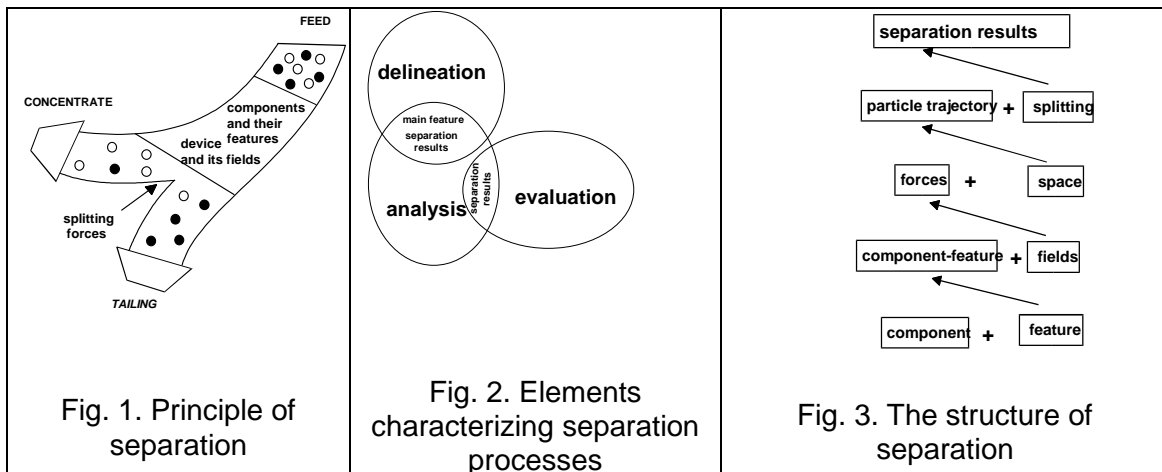 FEED
CONCENTRATE
components
and their
features
device
and its fields
splitting
forces
TAILING
Fig. 1. Principle of
separation
delineation
main feature
separation
results
analysis
separation
results
evaluation
Fig. 2. Elements
characterizing separation
processes
separation results
particle trajectory + splitting
forces + space
component-feature + fields
component + feature
Fig. 3. The structure of
separation